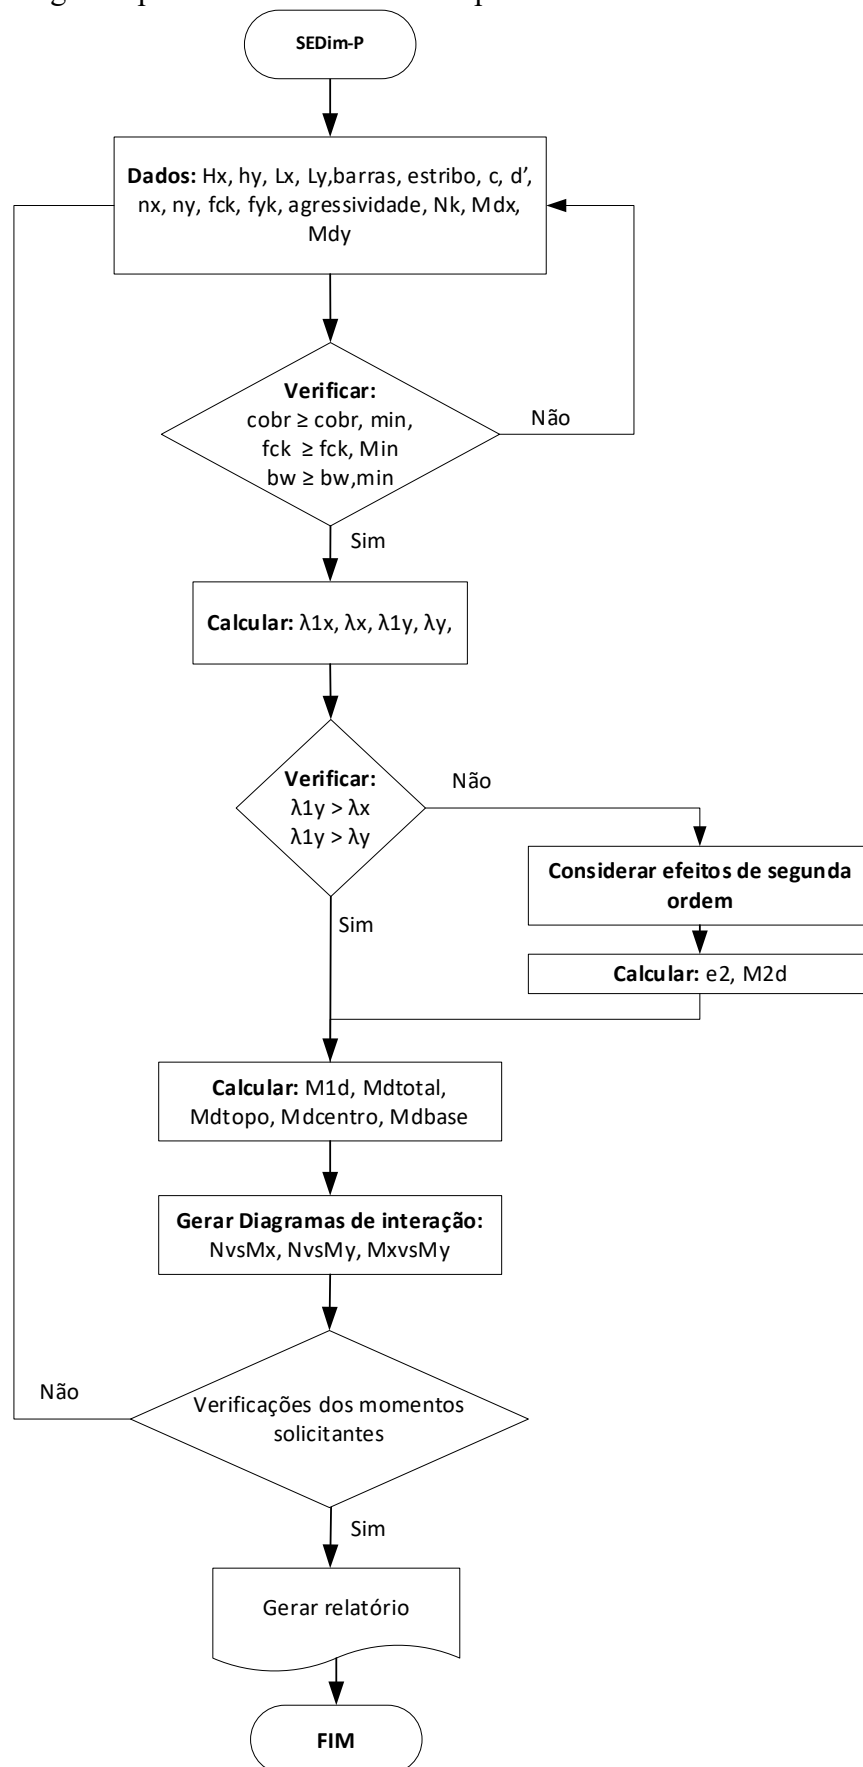 SEDim-P
Dados: Hx, hy, Lx, Ly,barras, estribo, c, d’,
nx, ny, fck, fyk, agressividade, Nk, Mdx,
Mdy
Verificar:
cobr ≥ cobr, min,
fck ≥ fck, Min
bw ≥ bw,min
Não
Sim
Calcular: λ1x, λx, λ1y, λy,
Verificar:
λ1y > λx
λ1y > λy
Não
Considerar efeitos de segunda
ordem
Sim
Calcular: e2, M2d
Calcular: M1d, Mdtotal,
Mdtopo, Mdcentro, Mdbase
Gerar Diagramas de interação:
NvsMx, NvsMy, MxvsMy
Não
Verificações dos momentos
solicitantes
Sim
Gerar relatório
FIM